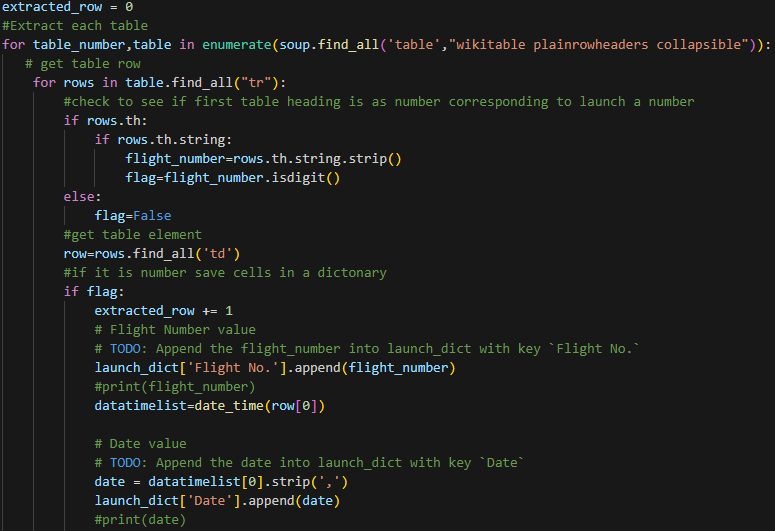 extracted_row = 0
#Extract each table
for table_number,table in enumerate(soup.find_all('table',"wikitable plainrowheaders collapsible")):
   # get table row
    for rows in table.find_all("tr"):
        #check to see if first table heading is as number corresponding to launch a number
        if rows.th:
            if rows.th.string:
                flight_number=rows.th.string.strip()
                flag=flight_number.isdigit()
        else:
            flag=False
        #get table element
        row=rows.find_all('td')
        #if it is number save cells in a dictonary
        if flag:
            extracted_row += 1
            # Flight Number value
            # TODO: Append the flight_number into launch_dict with key `Flight No.`
            launch_dict['Flight No.'].append(flight_number)
            #print(flight_number)
            datatimelist=date_time(row[0])

            # Date value
            # TODO: Append the date into launch_dict with key `Date`
            date = datatimelist[0].strip(',')
            launch_dict['Date'].append(date)
            #print(date)